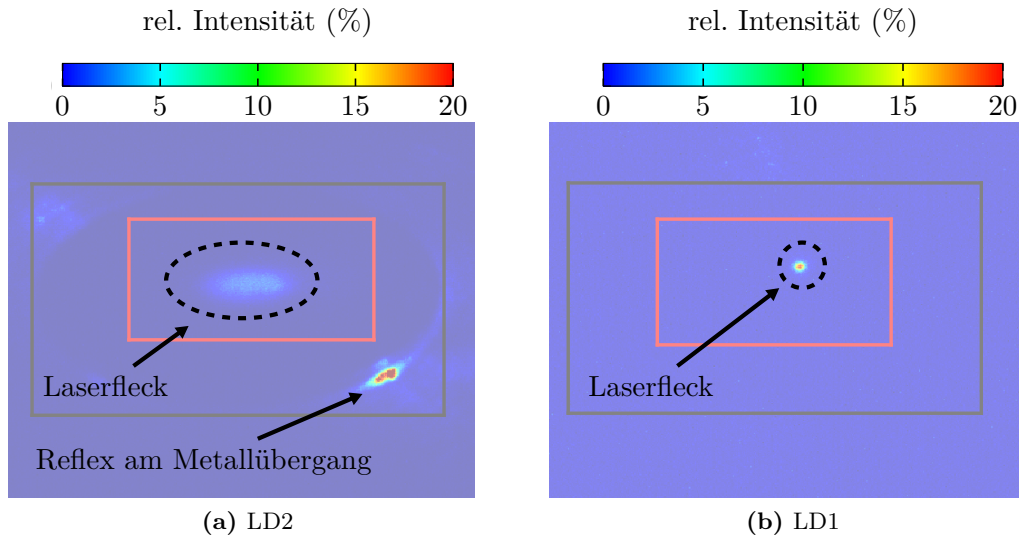 rel. Intensität (%)
0 5 10 15 20
Laserfleck
Reflex am Metallübergang
(a) LD2
rel. Intensität (%)
0 5 10 15 20
Laserfleck
(b) LD1